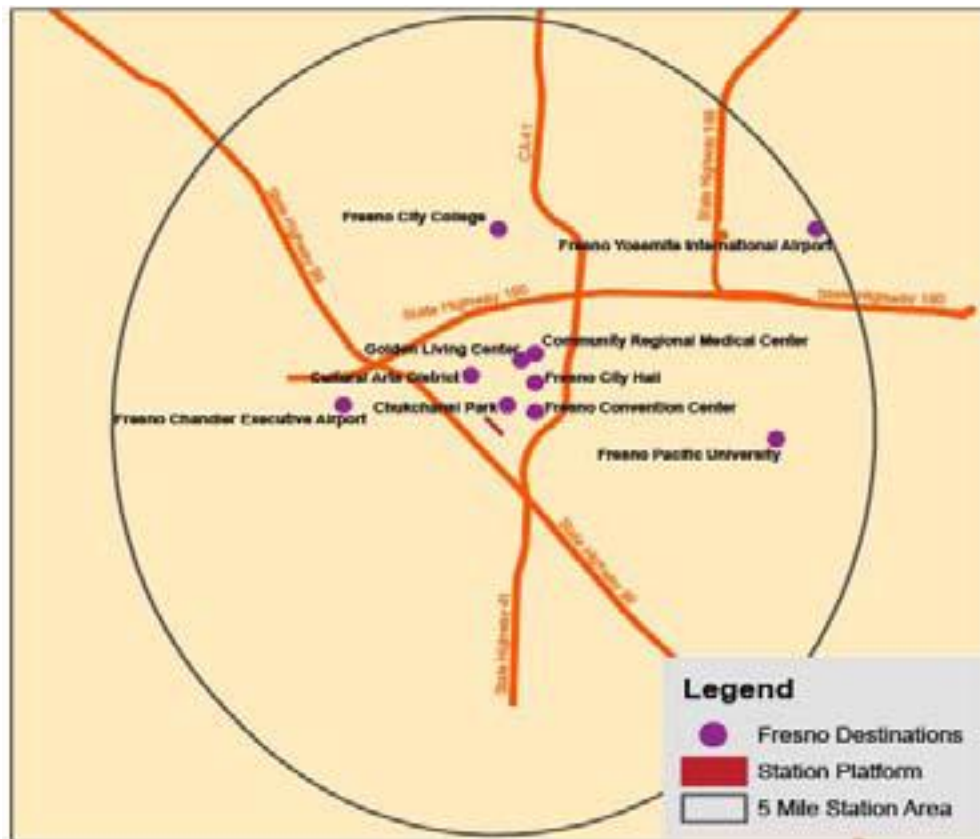 CA-41
State Highway 168
State Highway 99
Fresno City College
Fresno Yosemite International Airport
State Highway 180
State Highway 180
Community Regional Medical Center
Golden Living Center
Cultural Arts District
Fresno City Hall
Fresno Chandler Executive Airport
Chukchansi Park
Fresno Convention Center
Fresno Pacific University
State Highway 99
State Highway 41
Legend
Fresno Destinations
Station Platform
5 Mile Station Area